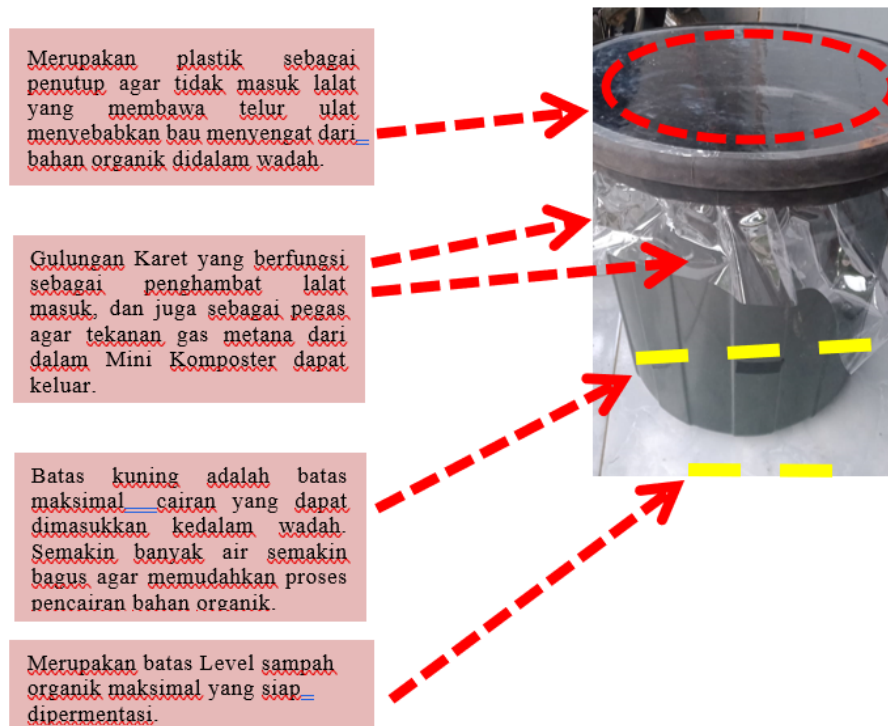 Merupakan plastik sebagai
penutup agar tidak masuk lalat
yang membawa telur ulat
menyebabkan bau menyengat dari
bahan organik didalam wadah.
Gulungan Karet yang berfungsi
sebagai penghambat lalat
masuk, dan juga sebagai pegas
agar tekanan gas metana dari
dalam Mini Komposter dapat
keluar.
Batas kuning adalah batas
maksimal cairan yang dapat
dimasukkan kedalam wadah.
Semakin banyak air semakin
bagus agar memudahkan proses
pencairan bahan organik.
Merupakan batas Level sampah
organik maksimal yang siap
dipermentasi.